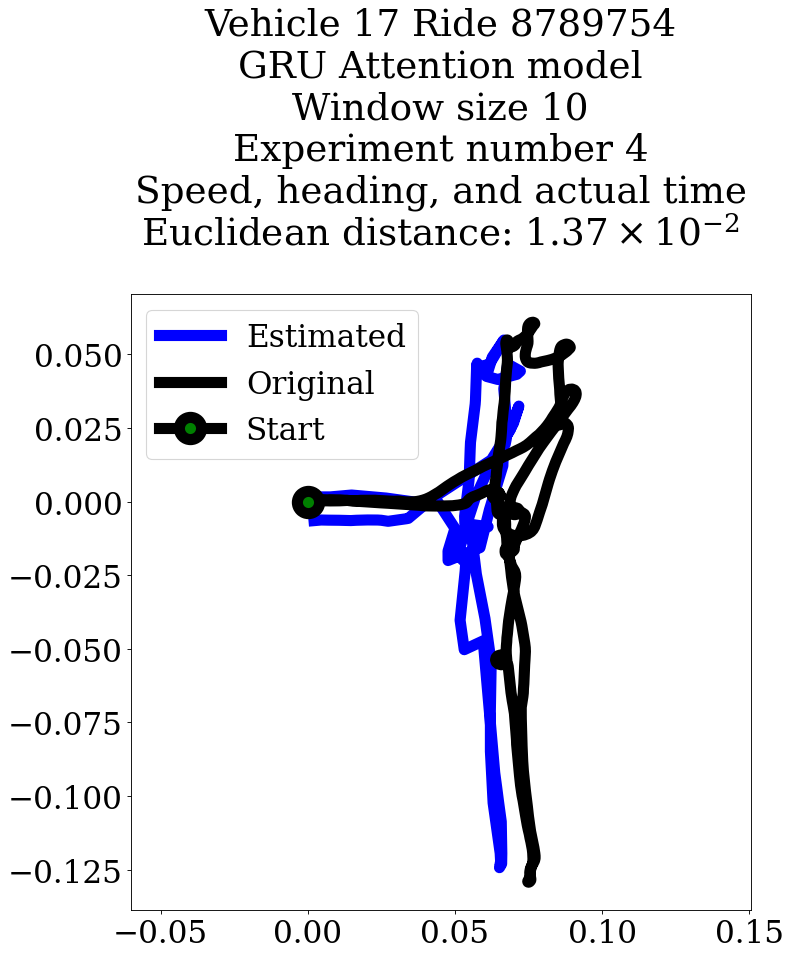 Vehicle 17 Ride 8789754
GRU Attention model
Window size 10
Experiment number 4
Speed, heading, and actual time
Euclidean distance: 1.37 × 10⁻²
Estimated
Original
Start
0.050
0.025
0.000
−0.025
−0.050
−0.075
−0.100
−0.125
−0.05 0.00 0.05 0.10 0.15